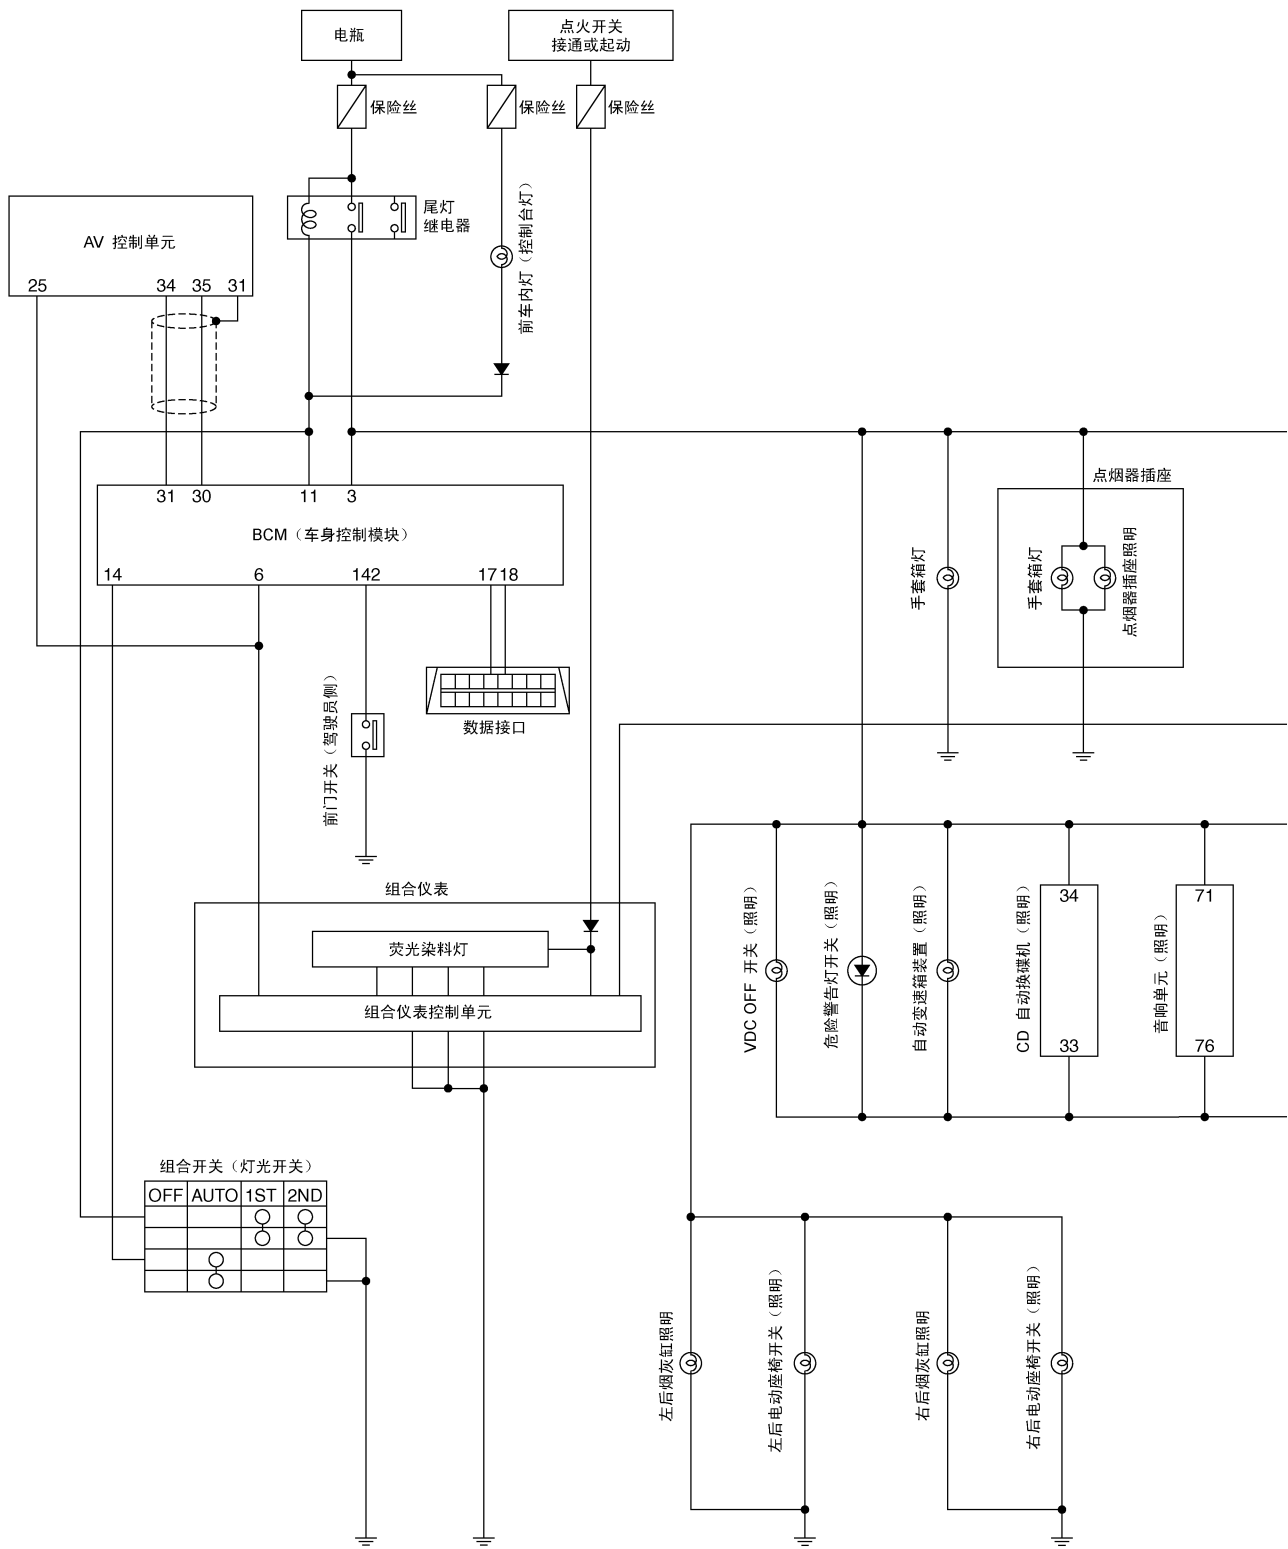 电瓶
点火开关
接通或起动
保险丝
保险丝
保险丝
尾灯
继电器
前车内灯（控制台灯）
AV 控制单元
25 34 35 31
31 30 11 3
BCM（车身控制模块）
14 6 142 17 18
点烟器插座
手套箱灯
手套箱灯
点烟器插座照明
数据接口
前门开关（驾驶员侧）
组合仪表
荧光染料灯
组合仪表控制单元
VDC OFF 开关（照明）
危险警告灯开关（照明）
自动变速箱装置（照明）
CD 自动换碟机（照明）
34
33
音响单元（照明）
71
76
组合开关（灯光开关）
OFF AUTO 1ST 2ND
左后烟灰缸照明
左后电动座椅开关（照明）
右后烟灰缸照明
右后电动座椅开关（照明）